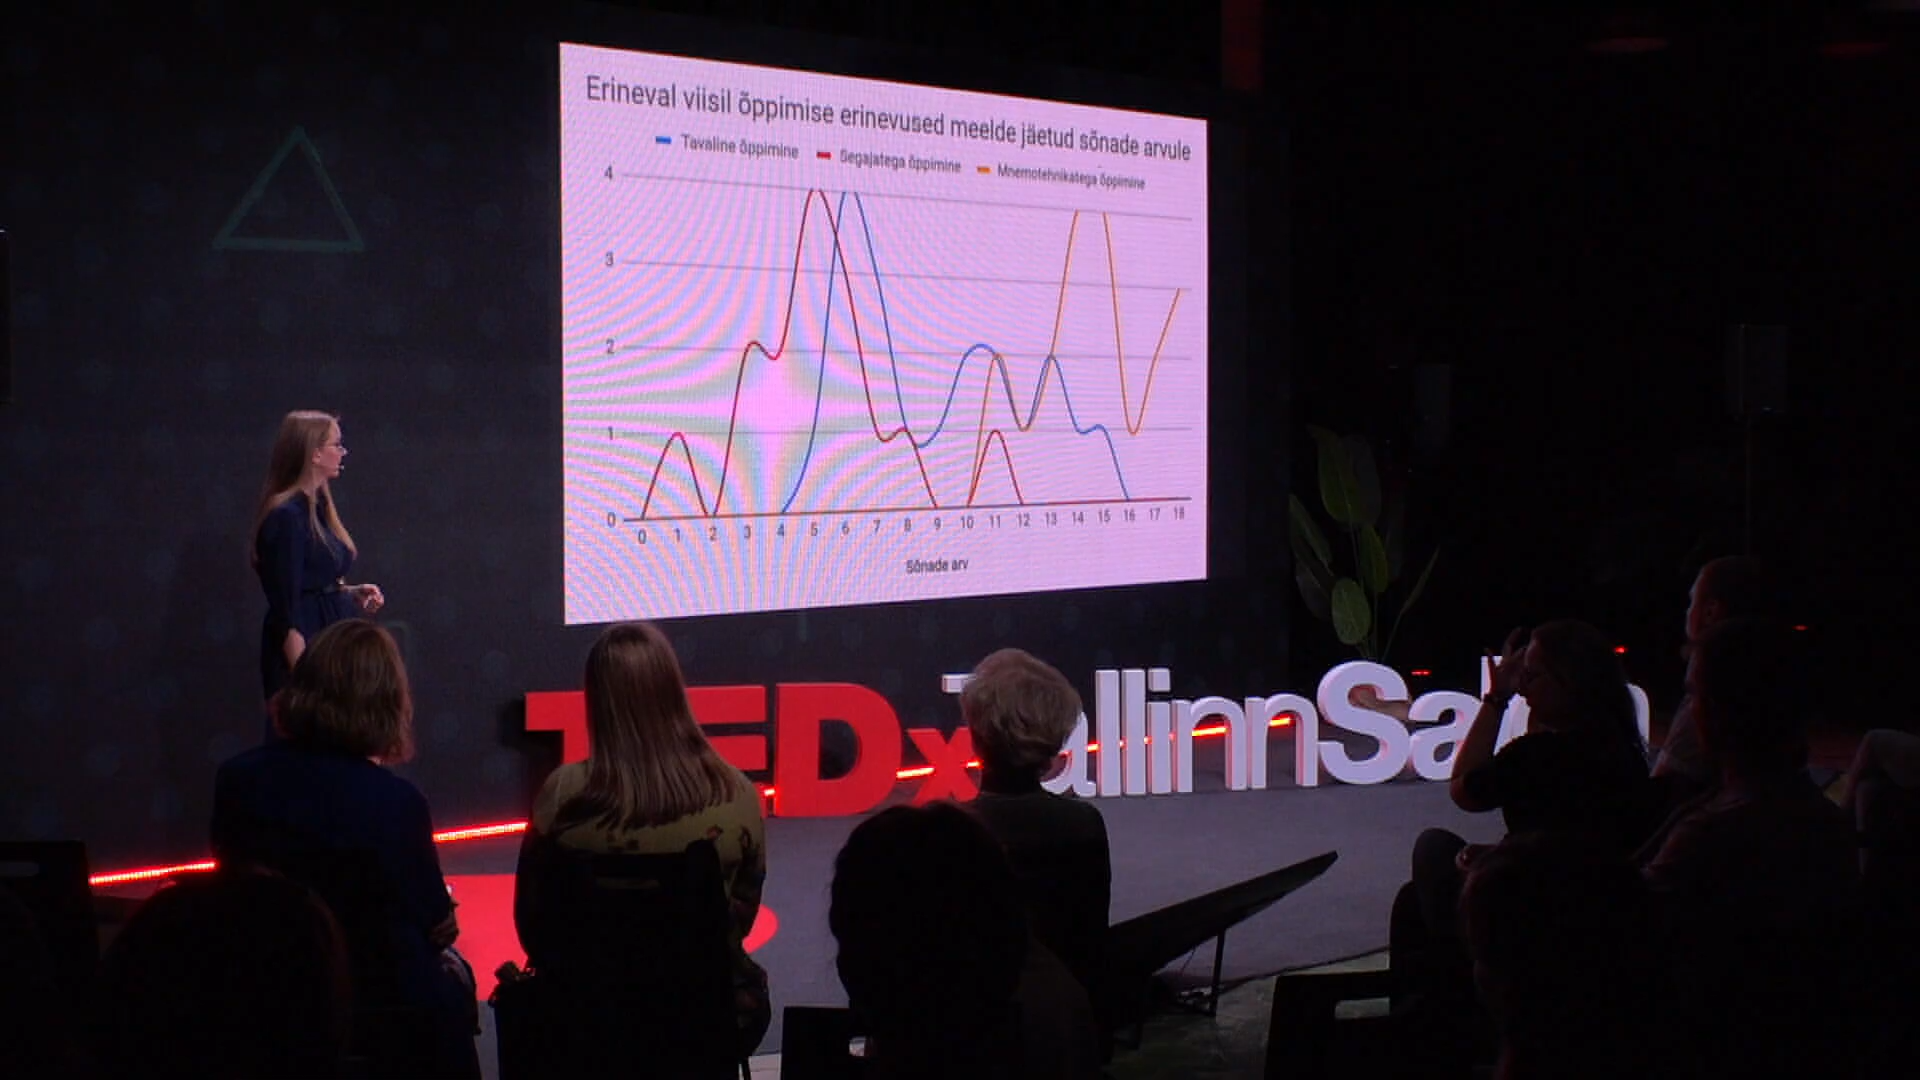 Erineval viisil õppimise erinevused meelde jäetud sõnade arvule
Tavaline õppimine Segajatega õppimine Mnemotehnikatega õppimine
4
3
2
1
0
0 1 2 3 4 5 6 7 8 9 10 11 12 13 14 15 16 17 18
Sõnade arv
TEDxTallinnSa